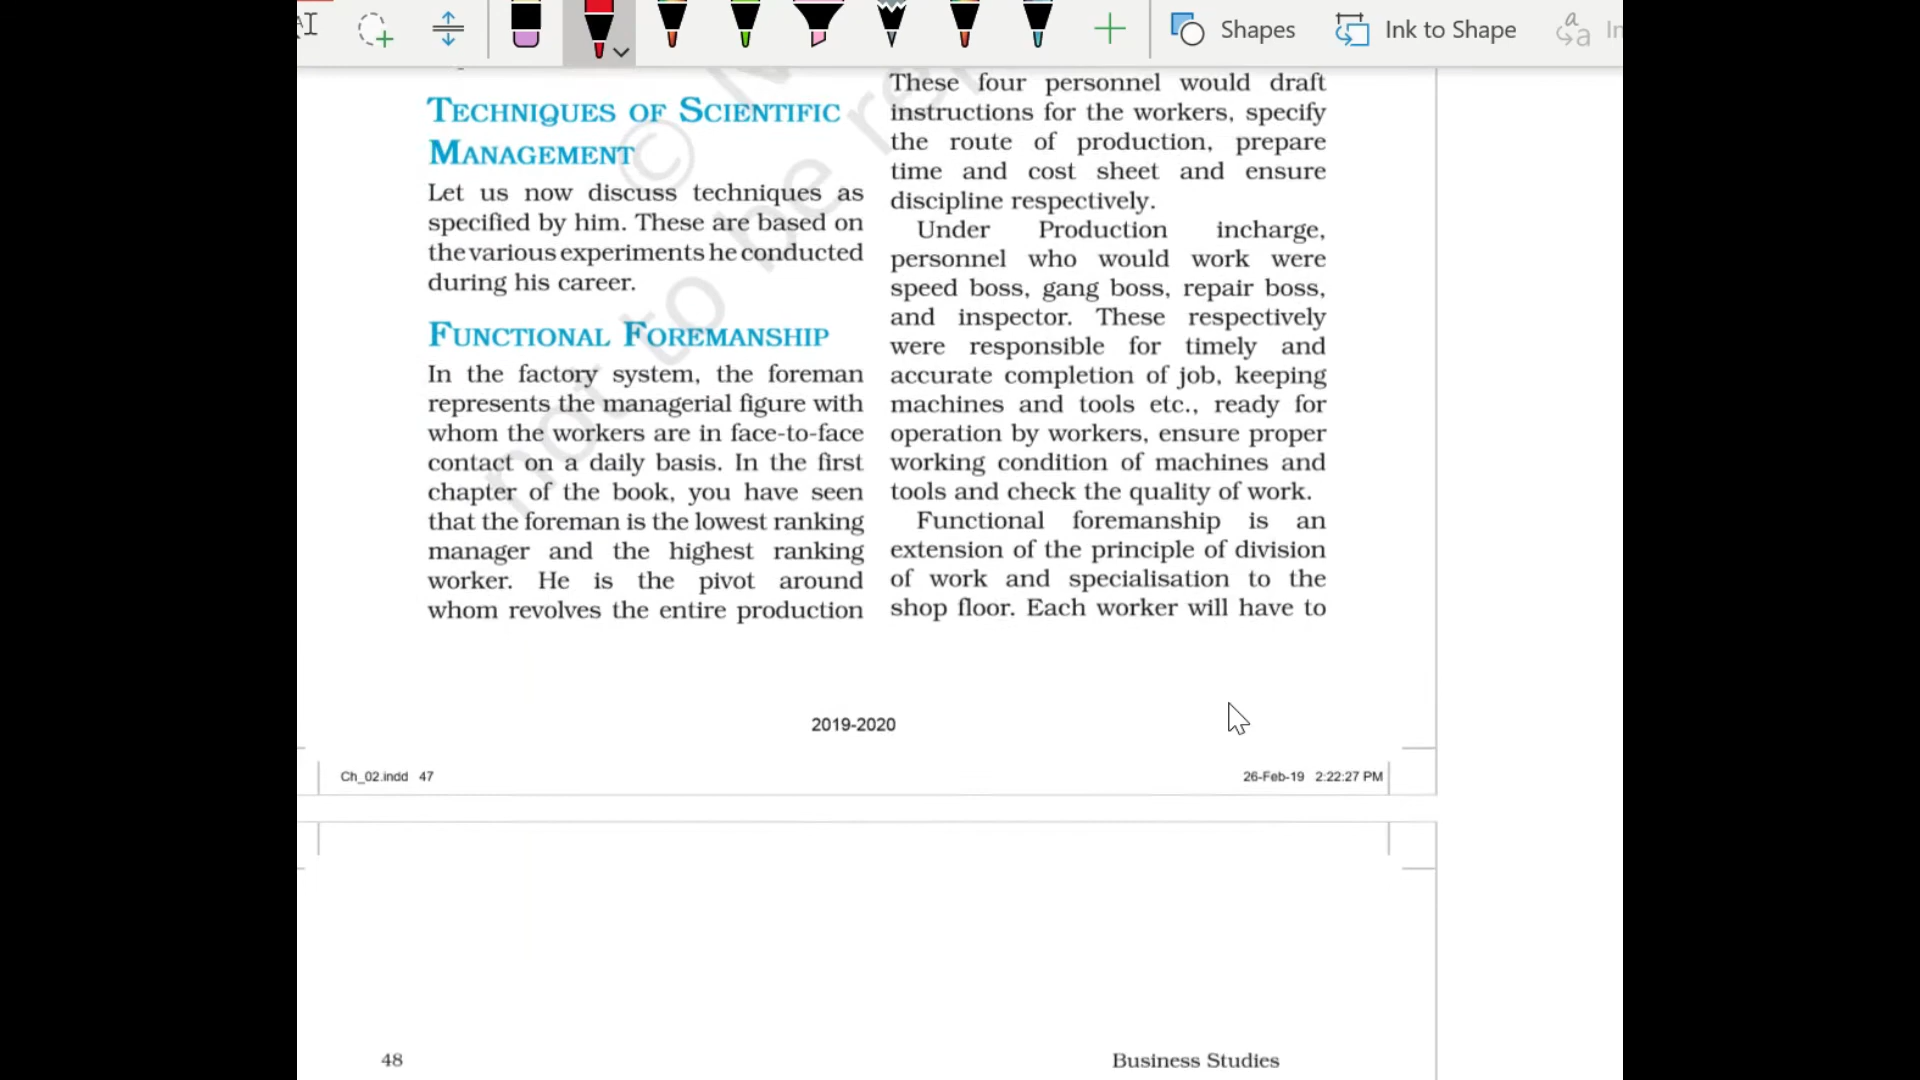 Shapes
Ink to Shape
TECHNIQUES OF SCIENTIFIC
MANAGEMENT
Let us now discuss techniques as
specified by him. These are based on
the various experiments he conducted
during his career.
FUNCTIONAL FOREMANSHIP
In the factory system, the foreman
represents the managerial figure with
whom the workers are in face-to-face
contact on a daily basis. In the first
chapter of the book, you have seen
that the foreman is the lowest ranking
manager and the highest ranking
worker. He is the pivot around
whom revolves the entire production
These four personnel would draft
instructions for the workers, specify
the route of production, prepare
time and cost sheet and ensure
discipline respectively.
Under Production incharge,
personnel who would work were
speed boss, gang boss, repair boss,
and inspector. These respectively
were responsible for timely and
accurate completion of job, keeping
machines and tools etc., ready for
operation by workers, ensure proper
working condition of machines and
tools and check the quality of work.
Functional foremanship is an
extension of the principle of division
of work and specialisation to the
shop floor. Each worker will have to
not to be
2019-2020
Ch_02.indd 47
26-Feb-19 2:22:27 PM
48
Business Studies